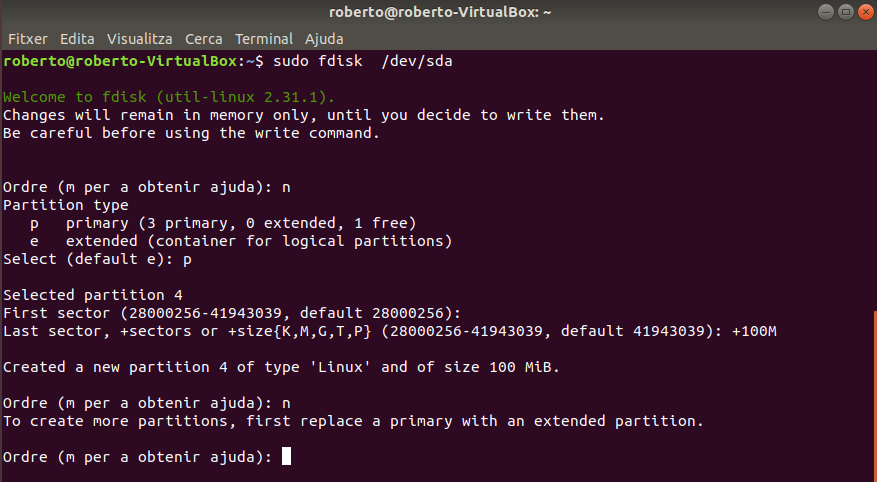 roberto@roberto-VirtualBox: ~
Fitxer Edita Visualitza Cerca Terminal Ajuda
roberto@roberto-VirtualBox:~$ sudo fdisk  /dev/sda
Welcome to fdisk (util-linux 2.31.1).
Changes will remain in memory only, until you decide to write them.
Be careful before using the write command.
Ordre (m per a obtenir ajuda): n
Partition type
   p   primary (3 primary, 0 extended, 1 free)
   e   extended (container for logical partitions)
Select (default e): p
Selected partition 4
First sector (28000256-41943039, default 28000256):
Last sector, +sectors or +size{K,M,G,T,P} (28000256-41943039, default 41943039): +100M
Created a new partition 4 of type 'Linux' and of size 100 MiB.
Ordre (m per a obtenir ajuda): n
To create more partitions, first replace a primary with an extended partition.
Ordre (m per a obtenir ajuda):